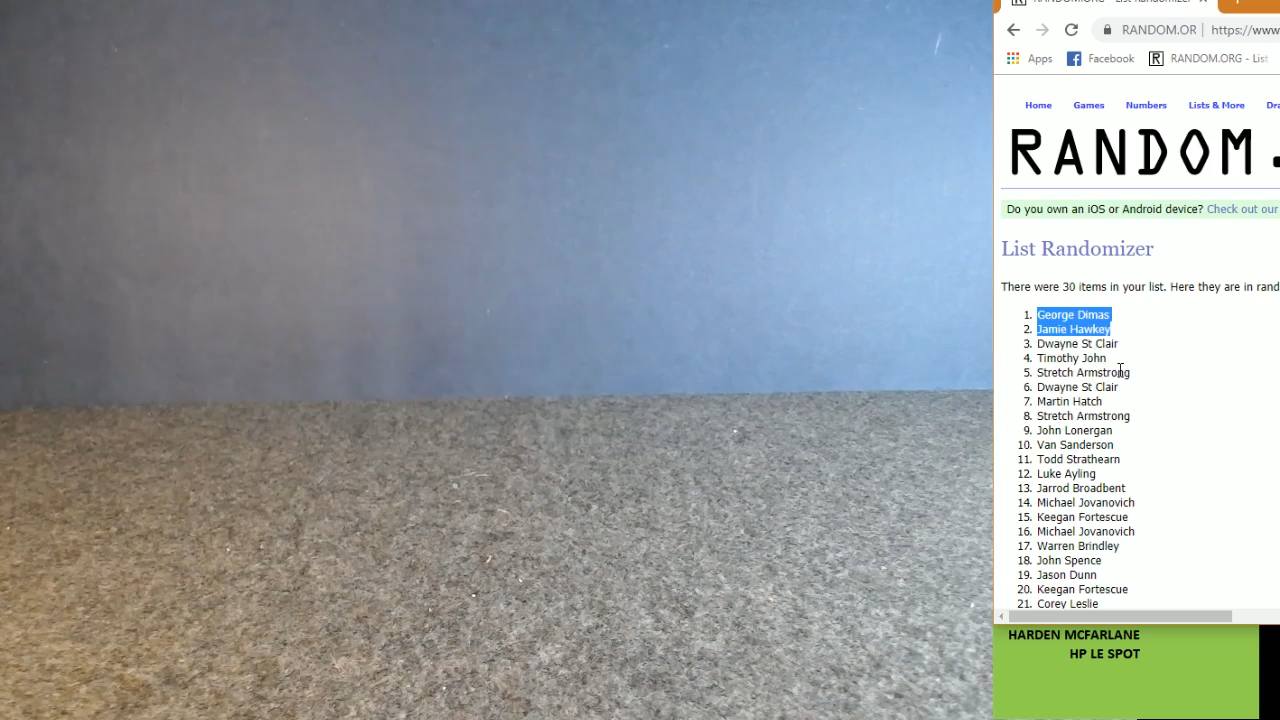 RANDOM.OR
https://www
Apps
Facebook
RANDOM.ORG - List
Home
Games
Numbers
Lists & More
RANDOM.
Do you own an iOS or Android device? Check out our
List Randomizer
There were 30 items in your list. Here they are in rand
1. George Dimas
2. Jamie Hawkey
3. Dwayne St Clair
4. Timothy John
5. Stretch Armstrong
6. Dwayne St Clair
7. Martin Hatch
8. Stretch Armstrong
9. John Lonergan
10. Van Sanderson
11. Todd Strathearn
12. Luke Ayling
13. Jarrod Broadbent
14. Michael Jovanovich
15. Keegan Fortescue
16. Michael Jovanovich
17. Warren Brindley
18. John Spence
19. Jason Dunn
20. Keegan Fortescue
21. Corey Leslie
HARDEN MCFARLANE
HP LE SPOT